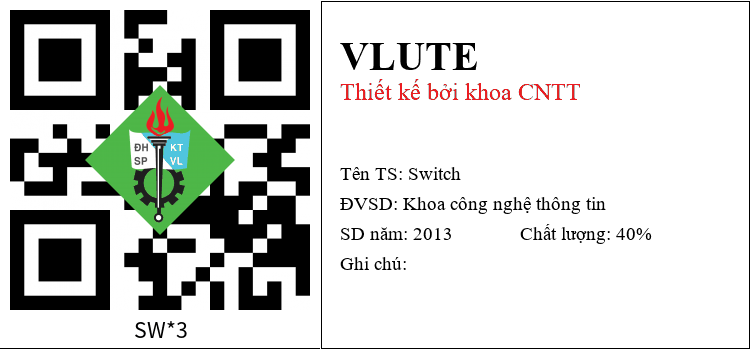 ĐH KT
SP VL
SW*3
VLUTE
Thiết kế bởi khoa CNTT
Tên TS: Switch
ĐVSD: Khoa công nghệ thông tin
SD năm: 2013 Chất lượng: 40%
Ghi chú: